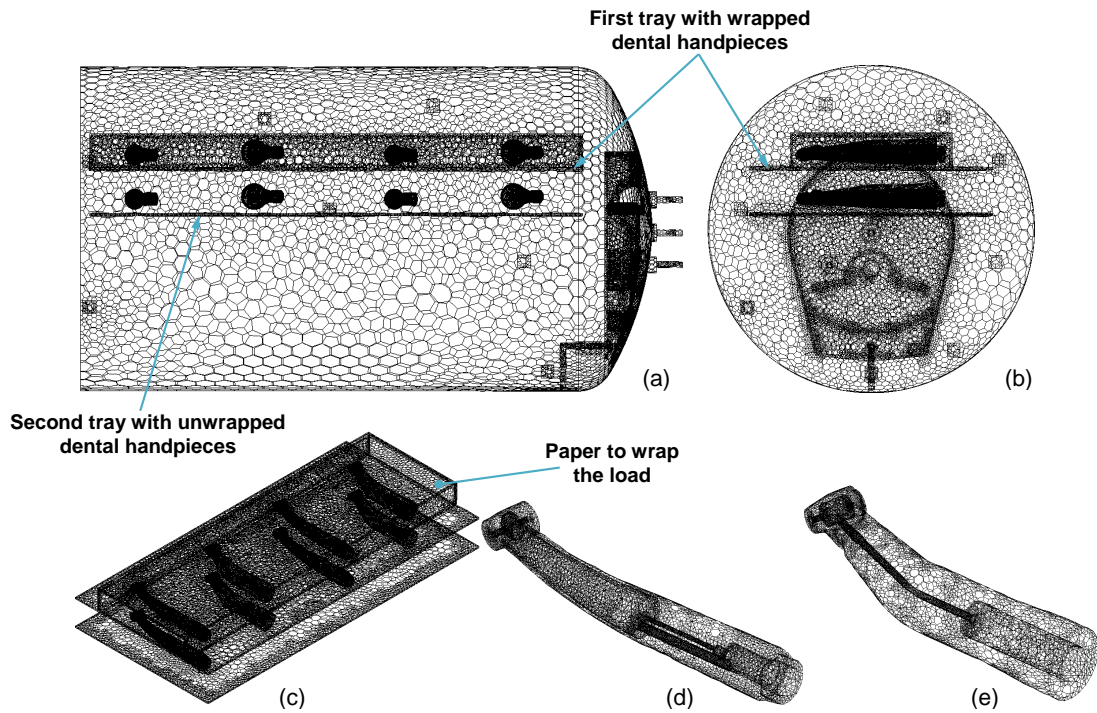 First tray with wrapped
dental handpieces
(a)
(b)
Second tray with unwrapped
dental handpieces
Paper to wrap
the load
(c)
(d)
(e)